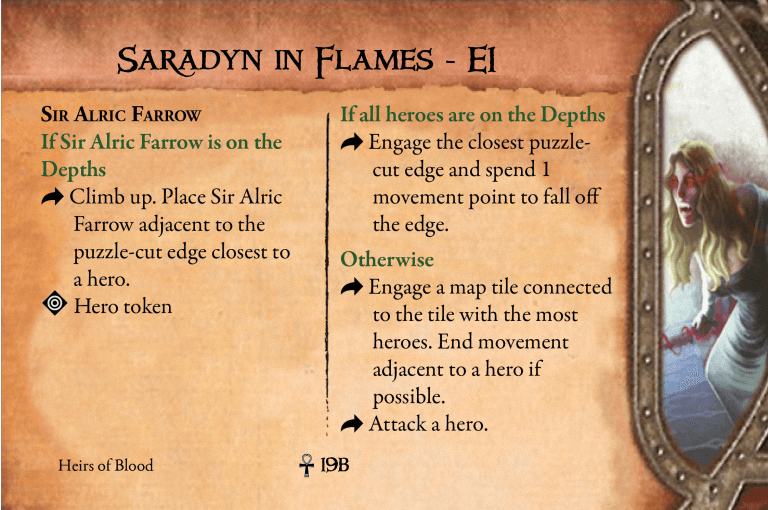 SARADYN IN FLAMES - E1
SIR ALRIC FARROW
If Sir Alric Farrow is on the
Depths
Climb up. Place Sir Alric
Farrow adjacent to the
puzzle-cut edge closest to
a hero.
Hero token
If all heroes are on the Depths
Engage the closest puzzle-
cut edge and spend 1
movement point to fall off
the edge.
Otherwise
Engage a map tile connected
to the tile with the most
heroes. End movement
adjacent to a hero if
possible.
Attack a hero.
Heirs of Blood
19B